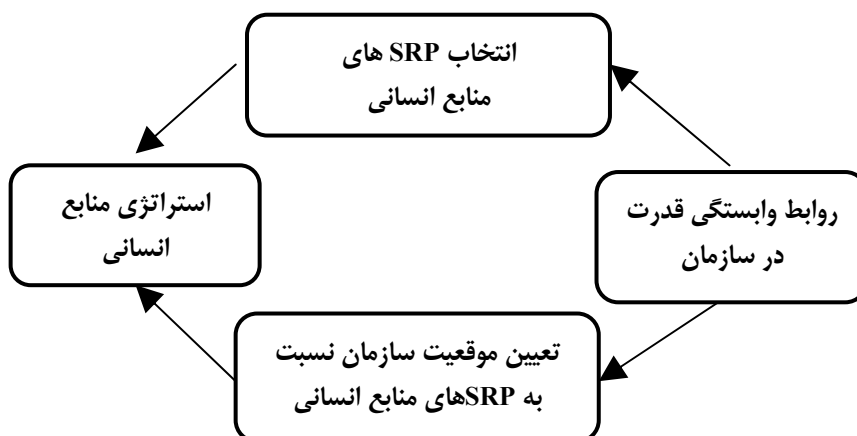 انتخاب SRP های
منابع انسانی
روابط وابستگی قدرت
در سازمان
استراتژی منابع
انسانی
تعیین موقعیت سازمان نسبت
به SRPهای منابع انسانی